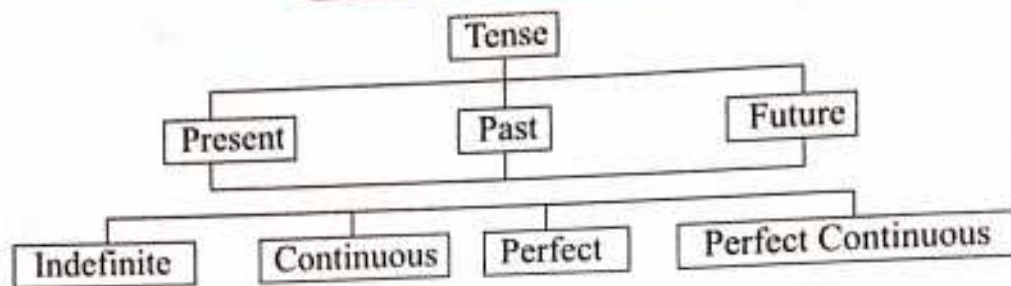 Tense
Present Past Future
Indefinite Continuous Perfect Perfect Continuous